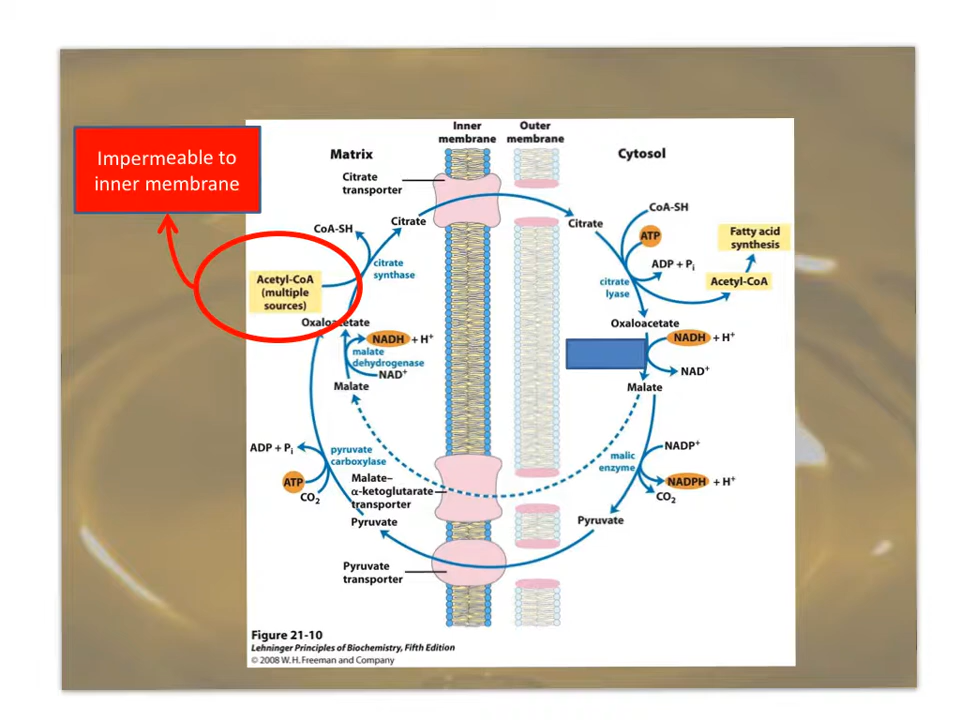 Impermeable to
inner membrane
Inner
membrane
Outer
membrane
Matrix
Cytosol
Citrate
transporter
Citrate
Citrate
CoA-SH
CoA-SH
ATP
ADP + Pi
Fatty acid
synthesis
citrate
synthase
citrate
lyase
Acetyl-CoA
Acetyl-CoA
(multiple
sources)
Oxaloacetate
Oxaloacetate
NADH + H+
NADH + H+
malate
dehydrogenase
NAD+
NAD+
Malate
Malate
ADP + Pi
pyruvate
carboxylase
ATP
CO2
NADP+
malic
enzyme
NADPH + H+
CO2
Malate–
α-ketoglutarate
transporter
Pyruvate
Pyruvate
Pyruvate
transporter
Figure 21-10
Lehninger Principles of Biochemistry, Fifth Edition
© 2008 W. H. Freeman and Company